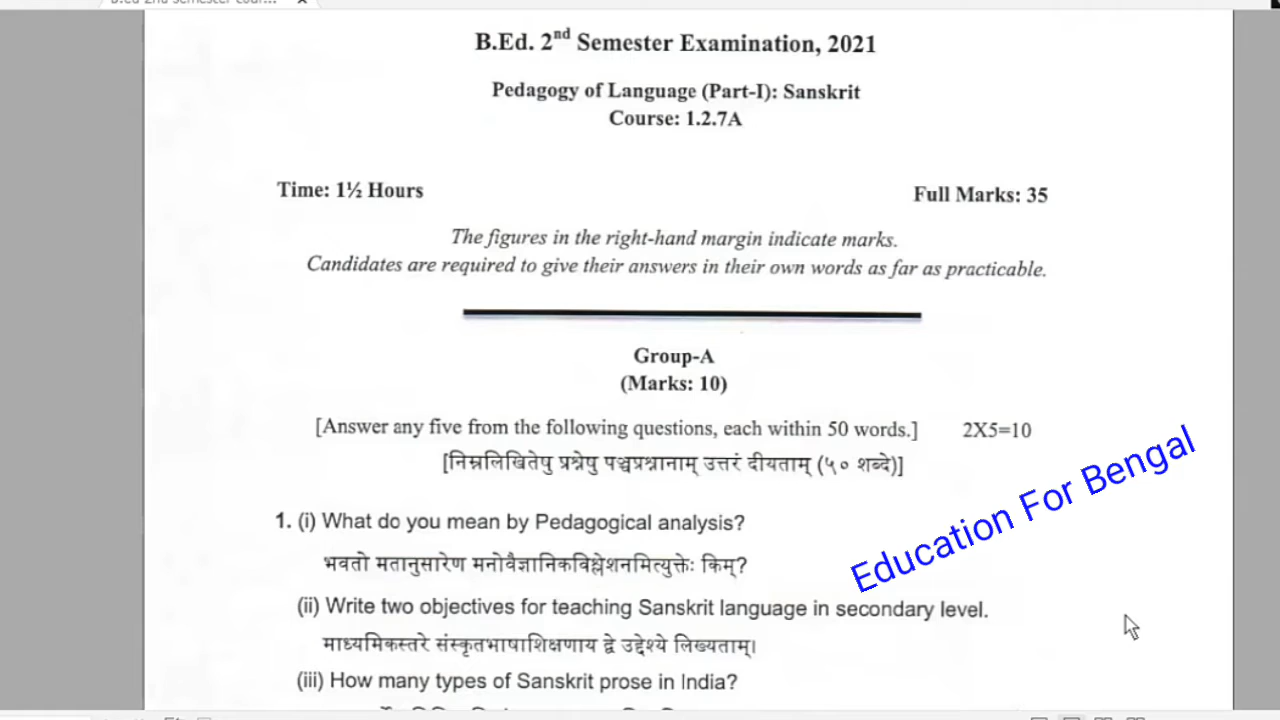 B.Ed. 2nd Semester Examination, 2021
Pedagogy of Language (Part-I): Sanskrit
Course: 1.2.7A
Time: 1½ Hours
Full Marks: 35
The figures in the right-hand margin indicate marks.
Candidates are required to give their answers in their own words as far as practicable.
Group-A
(Marks: 10)
[Answer any five from the following questions, each within 50 words.] 2X5=10
[निम्नलिखितेषु प्रश्नेषु पञ्चप्रश्नानाम् उत्तरं दीयताम् (५० शब्दे)]
1. (i) What do you mean by Pedagogical analysis?
भवतो मतानुसारेण मनोवैज्ञानिकविश्लेशनमित्युक्तेः किम्?
(ii) Write two objectives for teaching Sanskrit language in secondary level.
माध्यमिकस्तरे संस्कृतभाषाशिक्षणाय द्वे उद्देश्ये लिख्यताम्।
(iii) How many types of Sanskrit prose in India?
Education For Bengal